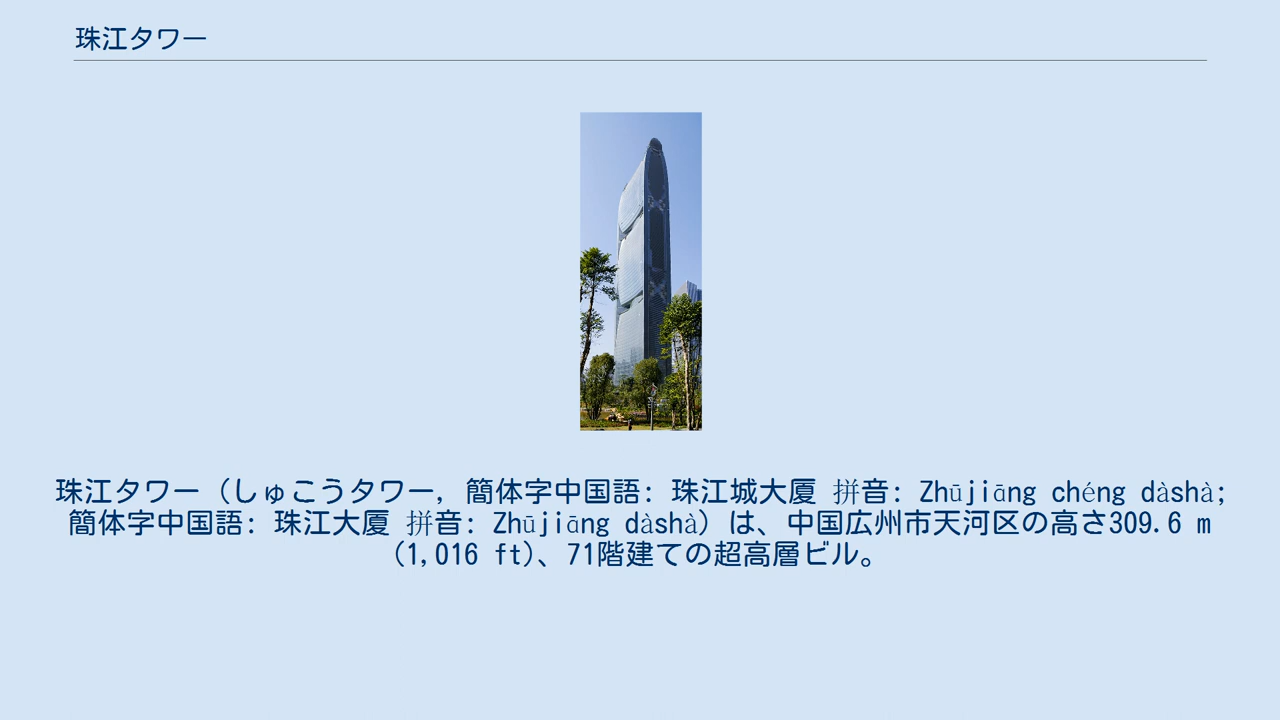 珠江タワー
珠江タワー（しゅこうタワー, 簡体字中国語: 珠江城大厦 拼音: Zhūjiāng chéng dàshà;
簡体字中国語: 珠江大厦 拼音: Zhūjiāng dàshà）は、中国広州市天河区の高さ309.6 m
(1,016 ft)、71階建ての超高層ビル。